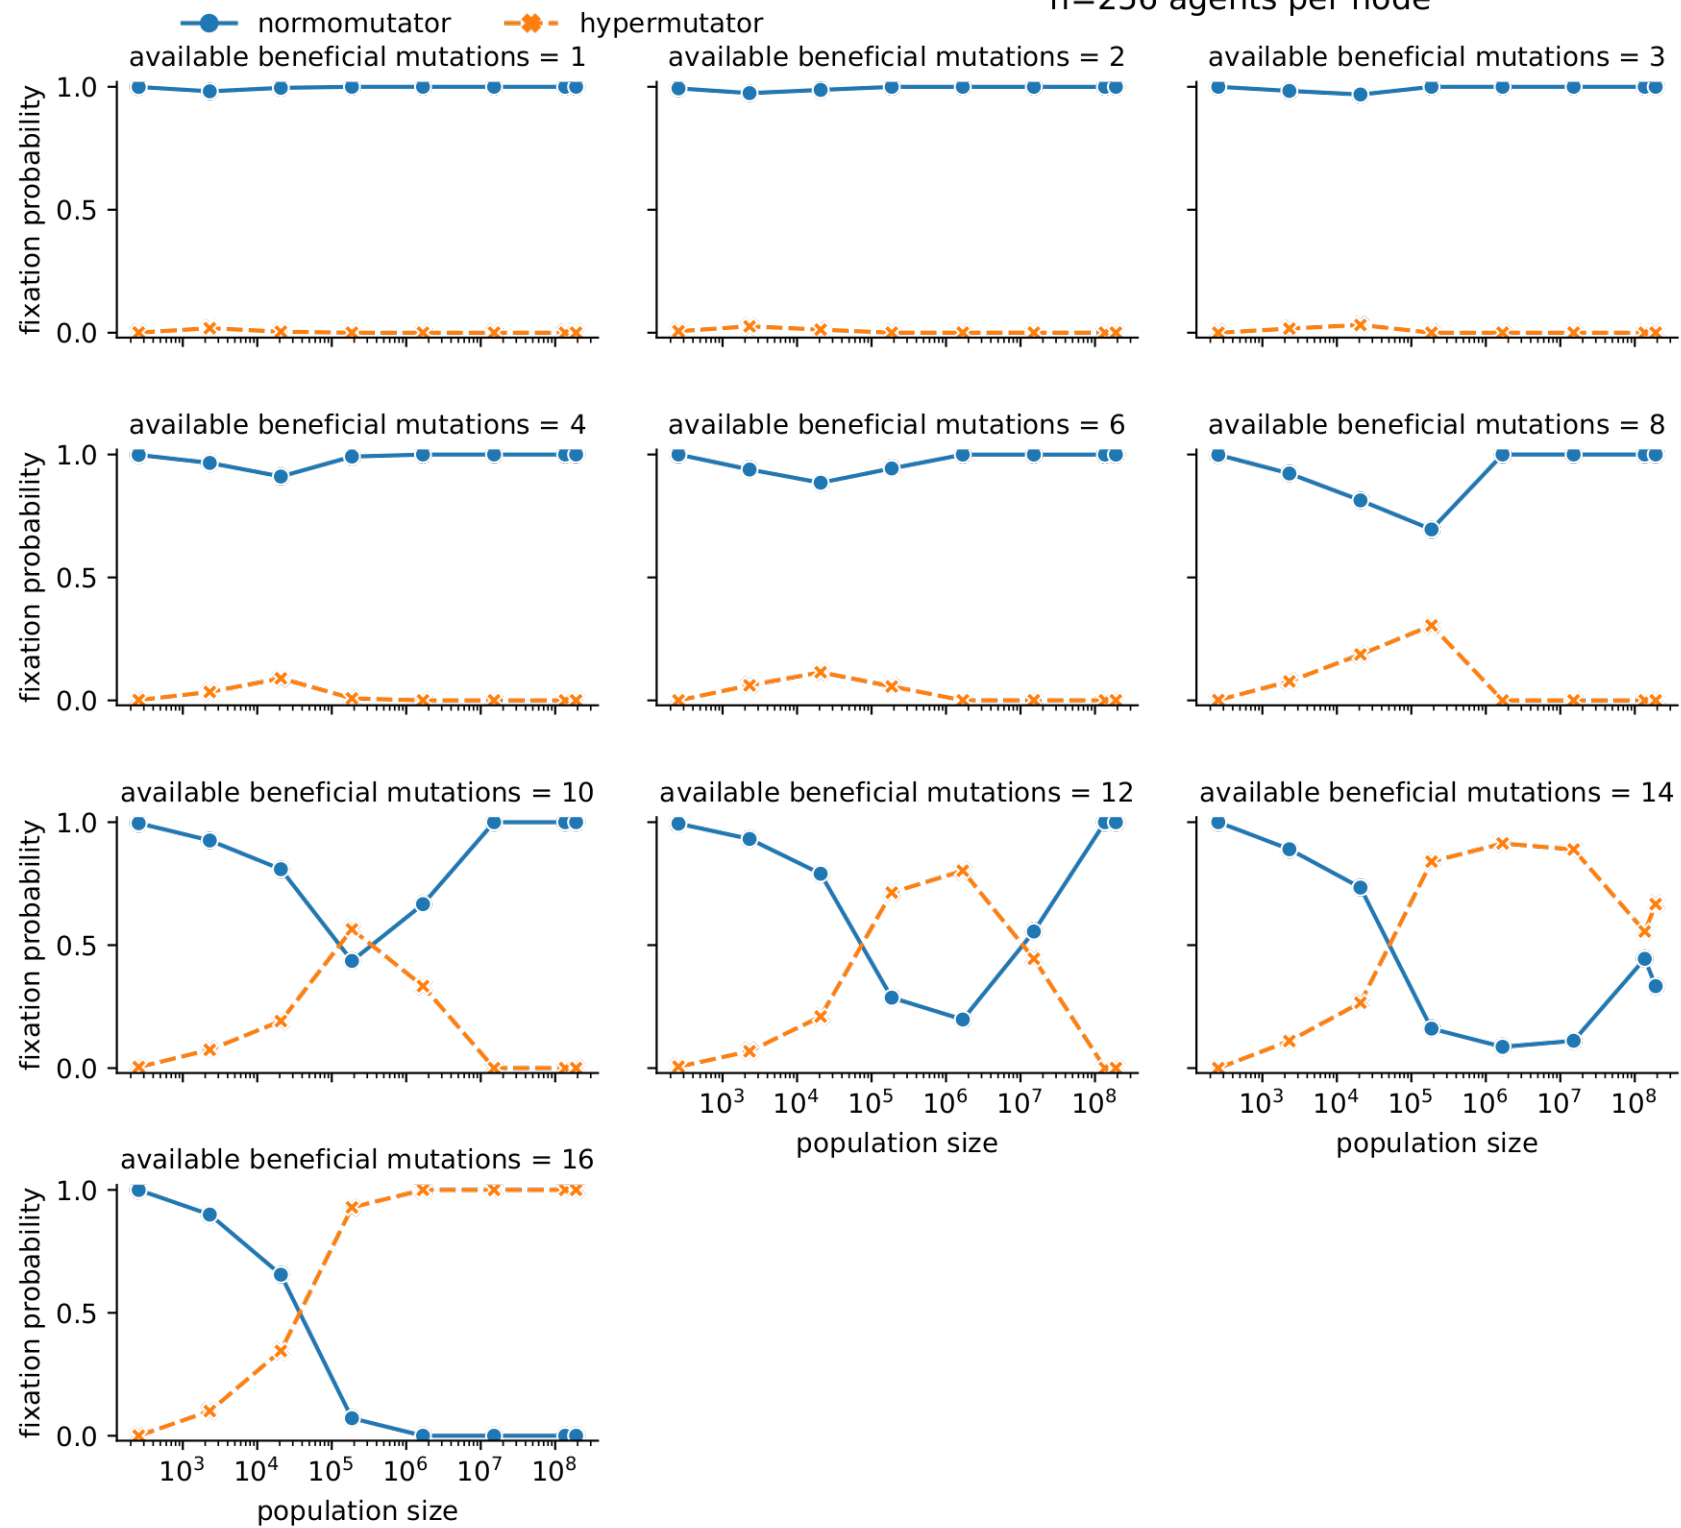 n=256 agents per node
normomutator hypermutator
available beneficial mutations = 1
available beneficial mutations = 2
available beneficial mutations = 3
fixation probability
1.0
0.5
0.0
available beneficial mutations = 4
available beneficial mutations = 6
available beneficial mutations = 8
fixation probability
1.0
0.5
0.0
available beneficial mutations = 10
available beneficial mutations = 12
available beneficial mutations = 14
fixation probability
1.0
0.5
0.0
10³ 10⁴ 10⁵ 10⁶ 10⁷ 10⁸
population size
10³ 10⁴ 10⁵ 10⁶ 10⁷ 10⁸
population size
available beneficial mutations = 16
fixation probability
1.0
0.5
0.0
10³ 10⁴ 10⁵ 10⁶ 10⁷ 10⁸
population size